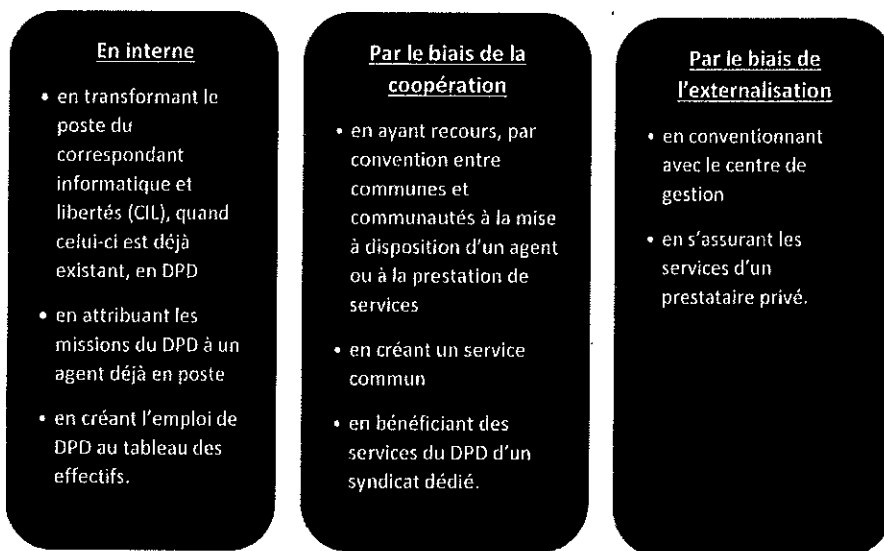 En interne
• en transformant le
poste du
correspondant
informatique et
libertés (CIL), quand
celui-ci est déjà
existant, en DPD
• en attribuant les
missions du DPD à un
agent déjà en poste
• en créant l'emploi de
DPD au tableau des
effectifs.
Par le biais de la
coopération
• en ayant recours, par
convention entre
communes et
communautés à la mise
à disposition d'un agent
ou à la prestation de
services
• en créant un service
commun
• en bénéficiant des
services du DPD d'un
syndicat dédié.
Par le biais de
l'externalisation
• en conventionnant
avec le centre de
gestion
• en s'assurant les
services d'un
prestataire privé.